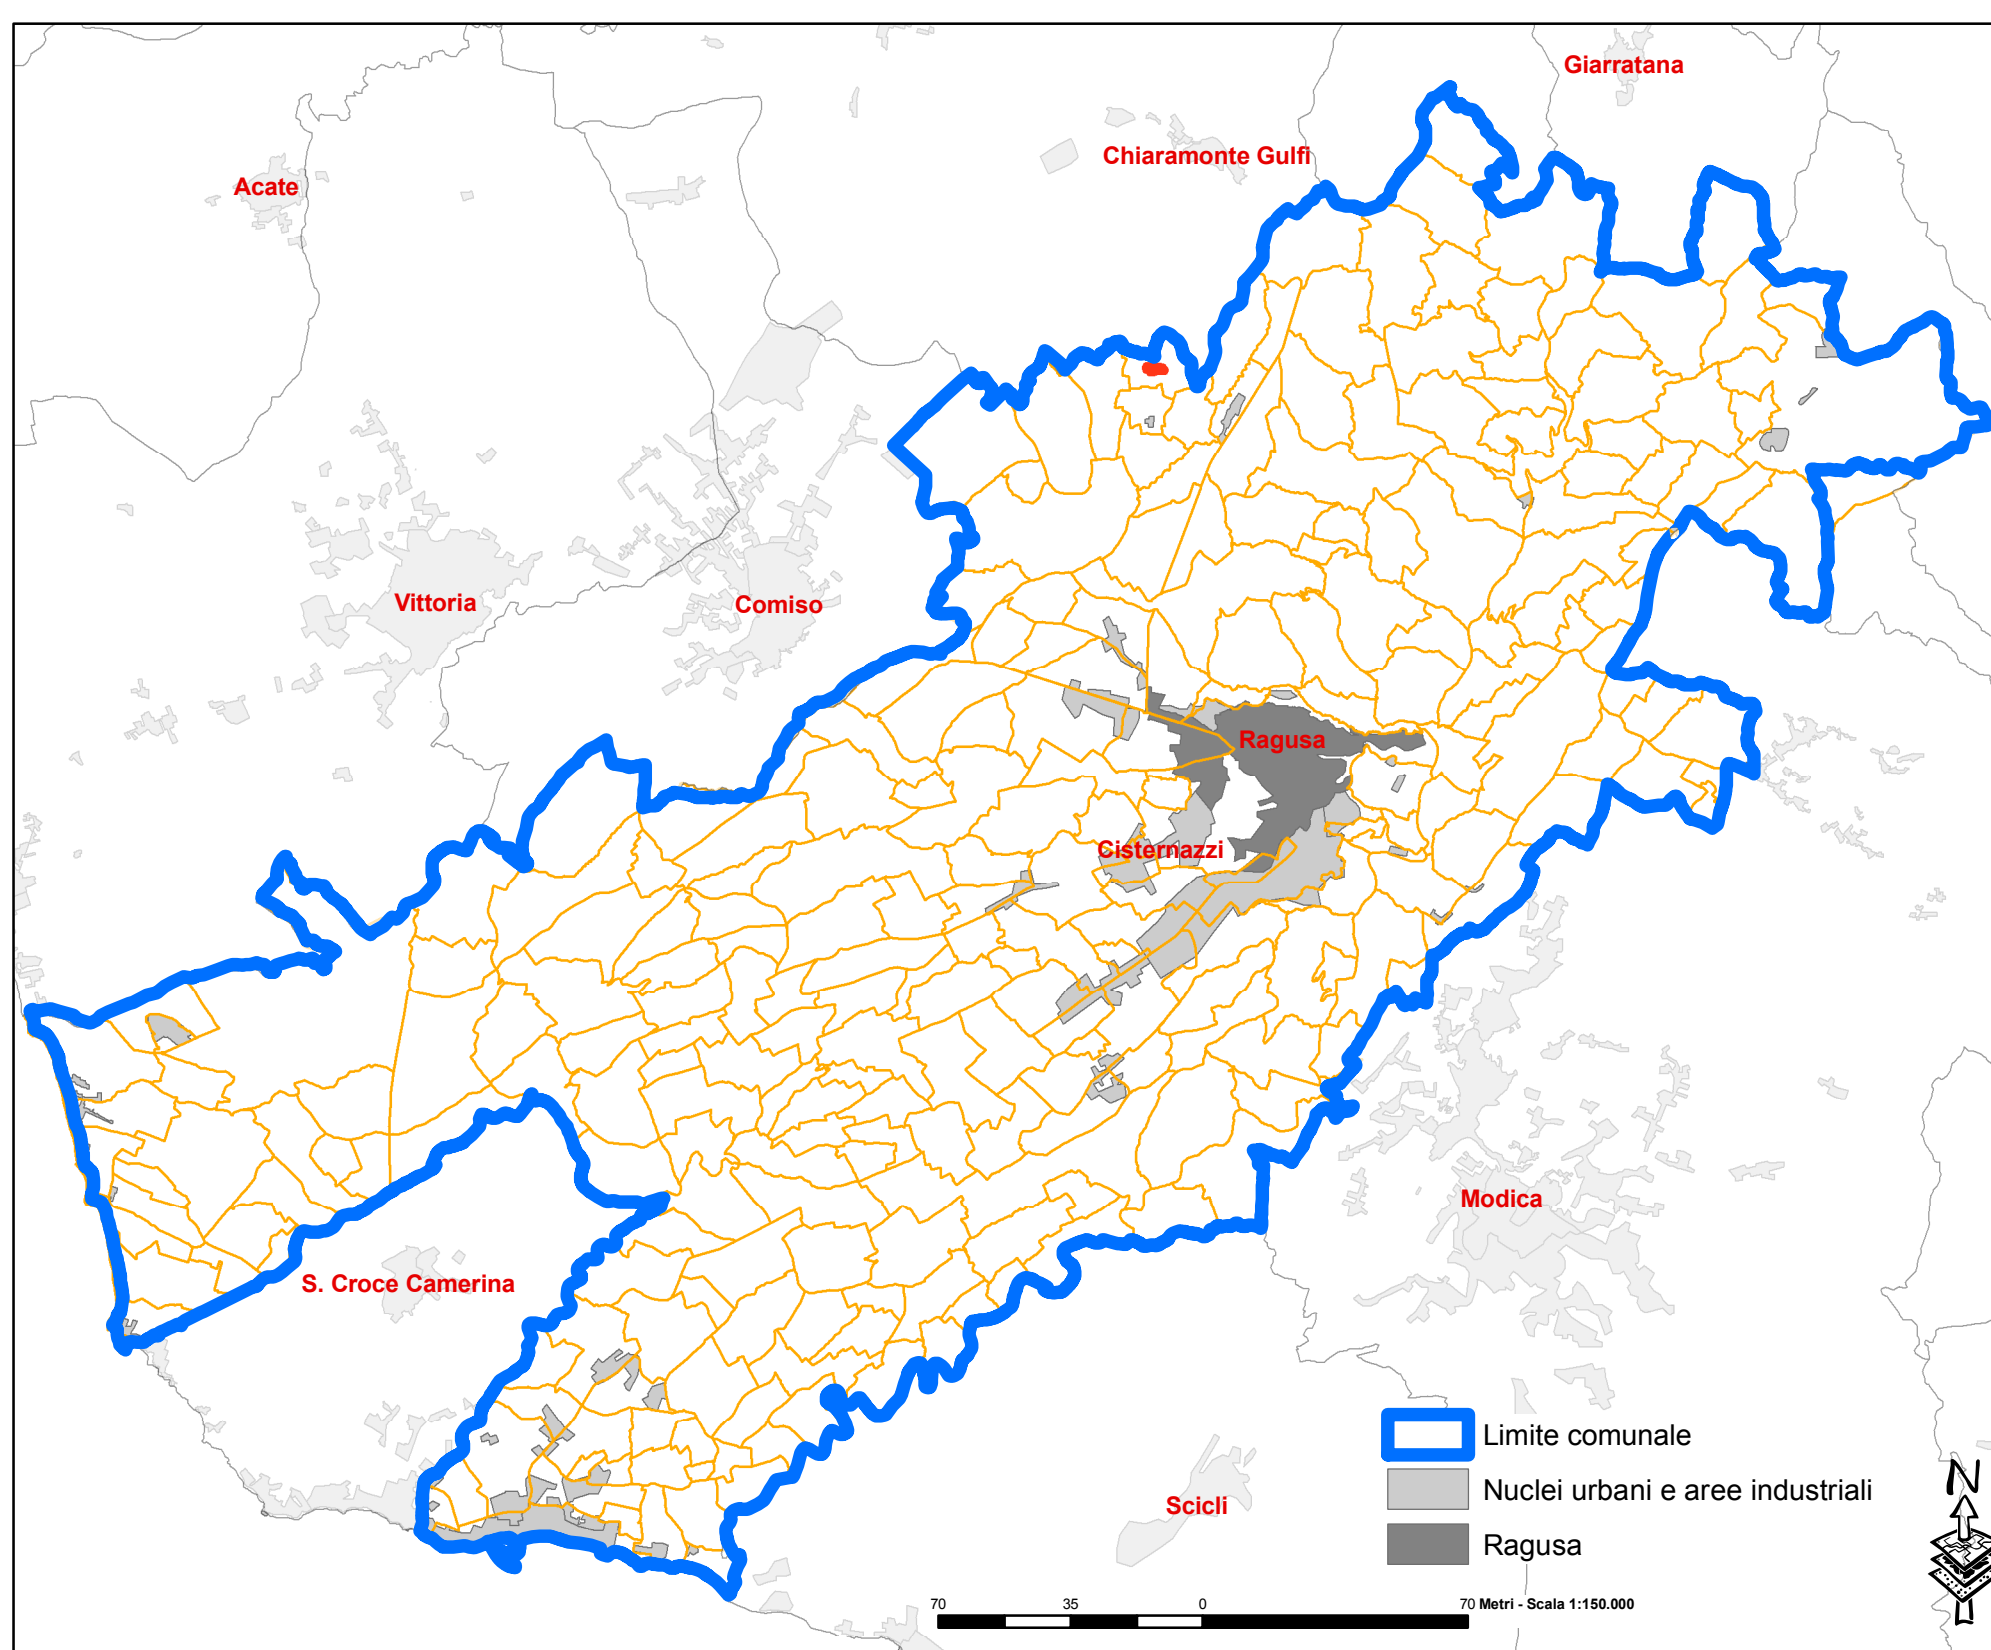 Giarratana
Chiaramonte Gulfi
Acate
Vittoria
Comiso
Ragusa
Cisternazzi
Modica
S. Croce Camerina
Limite comunale
Nuclei urbani e aree industriali
Scicli
Ragusa
N
70 35 0 70 Metri - Scala 1:150.000